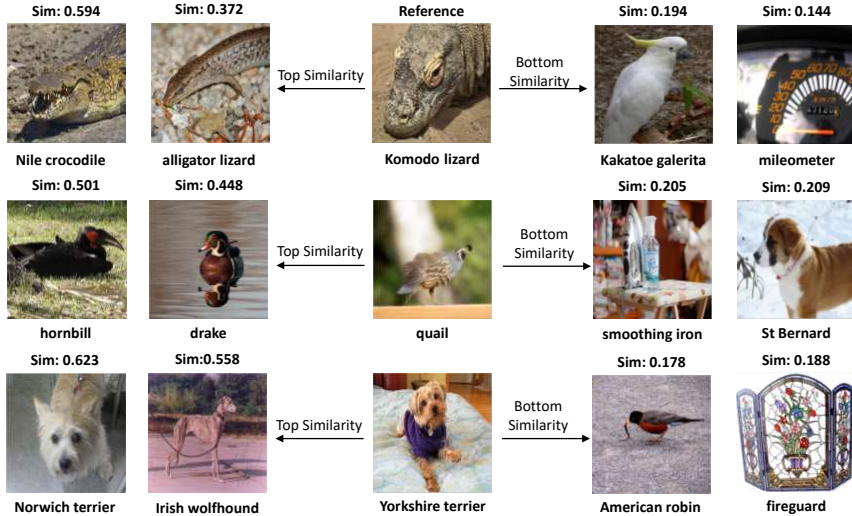 Sim: 0.594
Sim: 0.372
Reference
Sim: 0.194
Sim: 0.144
Top Similarity
Bottom
Similarity
Nile crocodile
alligator lizard
Komodo lizard
Kakatoe galerita
mileometer
Sim: 0.501
Sim: 0.448
Sim: 0.205
Sim: 0.209
Top Similarity
Bottom
Similarity
hornbill
drake
quail
smoothing iron
St Bernard
Sim: 0.623
Sim:0.558
Sim: 0.178
Sim: 0.188
Top Similarity
Bottom
Similarity
Norwich terrier
Irish wolfhound
Yorkshire terrier
American robin
fireguard